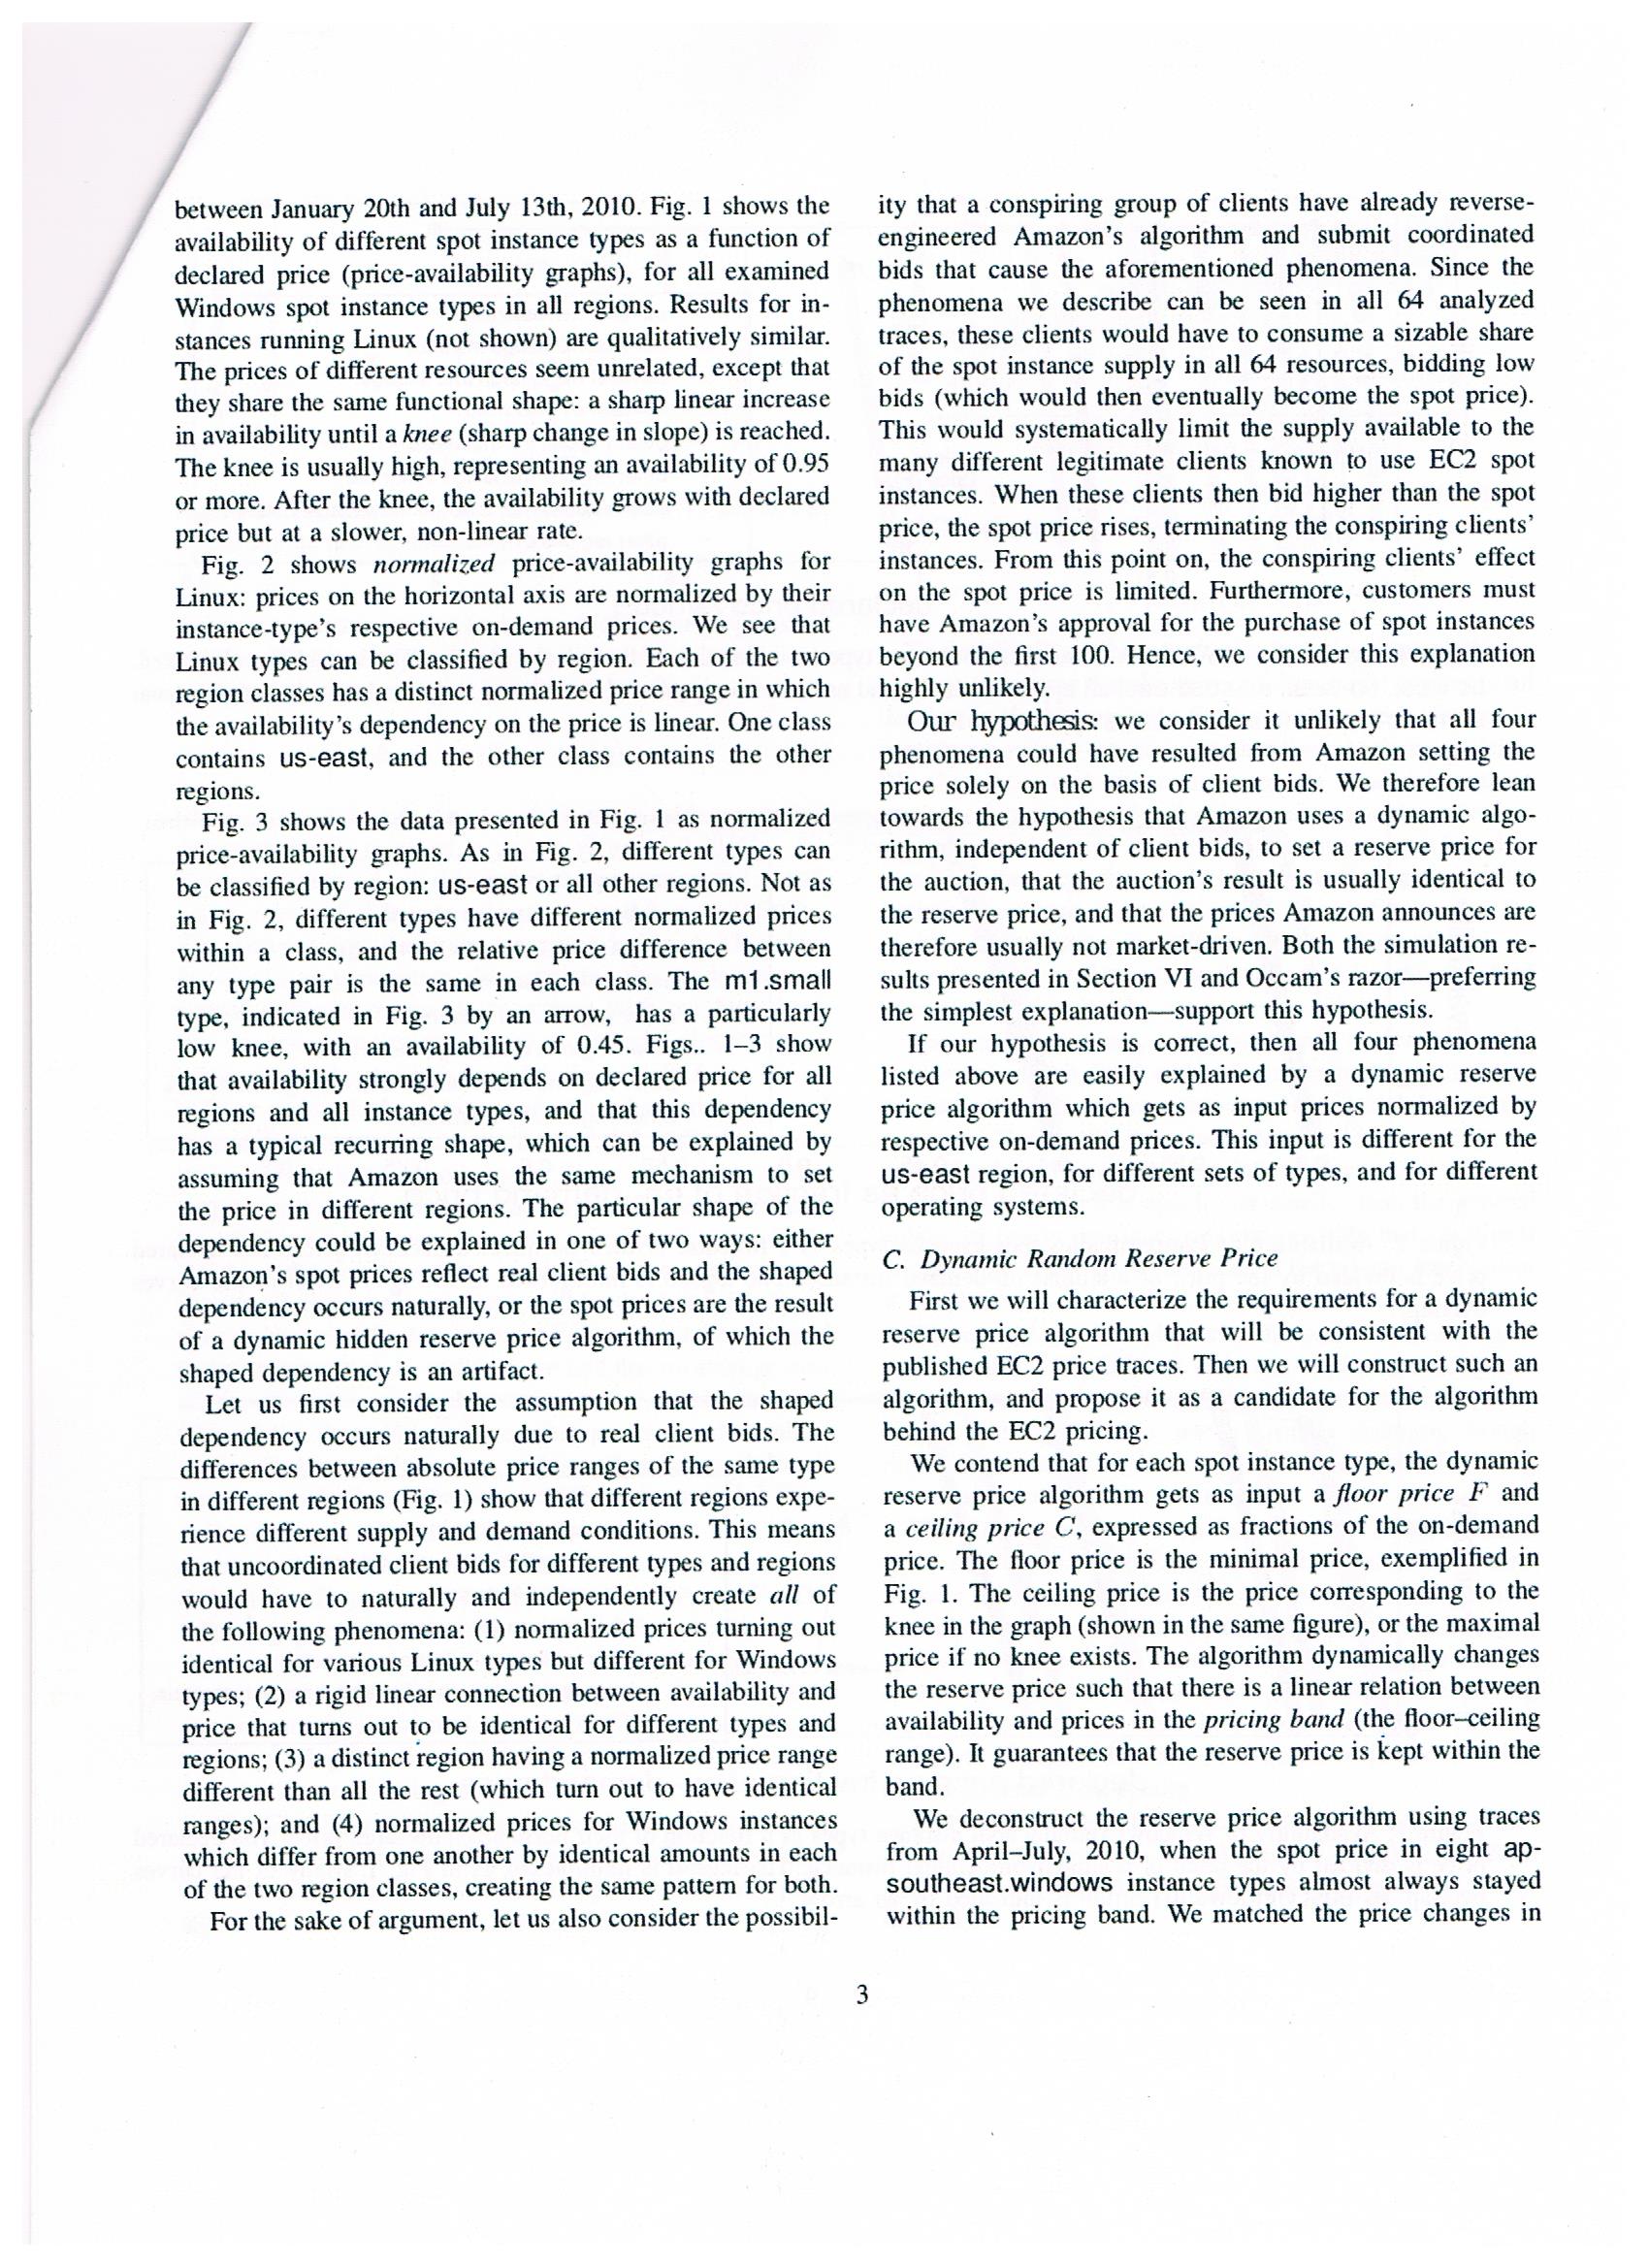 between January 20th and July 13th, 2010. Fig. 1 shows the
availability of different spot instance types as a function of
declared price (price-availability graphs), for all examined
Windows spot instance types in all regions. Results for in-
stances running Linux (not shown) are qualitatively similar.
The prices of different resources seem unrelated, except that
they share the same functional shape: a sharp linear increase
in availability until a knee (sharp change in slope) is reached.
The knee is usually high, representing an availability of 0.95
or more. After the knee, the availability grows with declared
price but at a slower, non-linear rate.
Fig. 2 shows normalized price-availability graphs for
Linux: prices on the horizontal axis are normalized by their
instance-type's respective on-demand prices. We see that
Linux types can be classified by region. Each of the two
region classes has a distinct normalized price range in which
the availability's dependency on the price is linear. One class
contains us-east, and the other class contains the other
regions.
Fig. 3 shows the data presented in Fig. 1 as normalized
price-availability graphs. As in Fig. 2, different types can
be classified by region: us-east or all other regions. Not as
in Fig. 2, different types have different normalized prices
within a class, and the relative price difference between
any type pair is the same in each class. The m1.small
type, indicated in Fig. 3 by an arrow, has a particularly
low knee, with an availability of 0.45. Figs.. 1–3 show
that availability strongly depends on declared price for all
regions and all instance types, and that this dependency
has a typical recurring shape, which can be explained by
assuming that Amazon uses the same mechanism to set
the price in different regions. The particular shape of the
dependency could be explained in one of two ways: either
Amazon's spot prices reflect real client bids and the shaped
dependency occurs naturally, or the spot prices are the result
of a dynamic hidden reserve price algorithm, of which the
shaped dependency is an artifact.
Let us first consider the assumption that the shaped
dependency occurs naturally due to real client bids. The
differences between absolute price ranges of the same type
in different regions (Fig. 1) show that different regions expe-
rience different supply and demand conditions. This means
that uncoordinated client bids for different types and regions
would have to naturally and independently create all of
the following phenomena: (1) normalized prices turning out
identical for various Linux types but different for Windows
types; (2) a rigid linear connection between availability and
price that turns out to be identical for different types and
regions; (3) a distinct region having a normalized price range
different than all the rest (which turn out to have identical
ranges); and (4) normalized prices for Windows instances
which differ from one another by identical amounts in each
of the two region classes, creating the same pattern for both.
For the sake of argument, let us also consider the possibil-
ity that a conspiring group of clients have already reverse-
engineered Amazon's algorithm and submit coordinated
bids that cause the aforementioned phenomena. Since the
phenomena we describe can be seen in all 64 analyzed
traces, these clients would have to consume a sizable share
of the spot instance supply in all 64 resources, bidding low
bids (which would then eventually become the spot price).
This would systematically limit the supply available to the
many different legitimate clients known to use EC2 spot
instances. When these clients then bid higher than the spot
price, the spot price rises, terminating the conspiring clients'
instances. From this point on, the conspiring clients' effect
on the spot price is limited. Furthermore, customers must
have Amazon's approval for the purchase of spot instances
beyond the first 100. Hence, we consider this explanation
highly unlikely.
Our hypothesis: we consider it unlikely that all four
phenomena could have resulted from Amazon setting the
price solely on the basis of client bids. We therefore lean
towards the hypothesis that Amazon uses a dynamic algo-
rithm, independent of client bids, to set a reserve price for
the auction, that the auction's result is usually identical to
the reserve price, and that the prices Amazon announces are
therefore usually not market-driven. Both the simulation re-
sults presented in Section VI and Occam's razor—preferring
the simplest explanation—support this hypothesis.
If our hypothesis is correct, then all four phenomena
listed above are easily explained by a dynamic reserve
price algorithm which gets as input prices normalized by
respective on-demand prices. This input is different for the
us-east region, for different sets of types, and for different
operating systems.
C. Dynamic Random Reserve Price
First we will characterize the requirements for a dynamic
reserve price algorithm that will be consistent with the
published EC2 price traces. Then we will construct such an
algorithm, and propose it as a candidate for the algorithm
behind the EC2 pricing.
We contend that for each spot instance type, the dynamic
reserve price algorithm gets as input a floor price F and
a ceiling price C, expressed as fractions of the on-demand
price. The floor price is the minimal price, exemplified in
Fig. 1. The ceiling price is the price corresponding to the
knee in the graph (shown in the same figure), or the maximal
price if no knee exists. The algorithm dynamically changes
the reserve price such that there is a linear relation between
availability and prices in the pricing band (the floor–ceiling
range). It guarantees that the reserve price is kept within the
band.
We deconstruct the reserve price algorithm using traces
from April–July, 2010, when the spot price in eight ap-
southeast.windows instance types almost always stayed
within the pricing band. We matched the price changes in
3